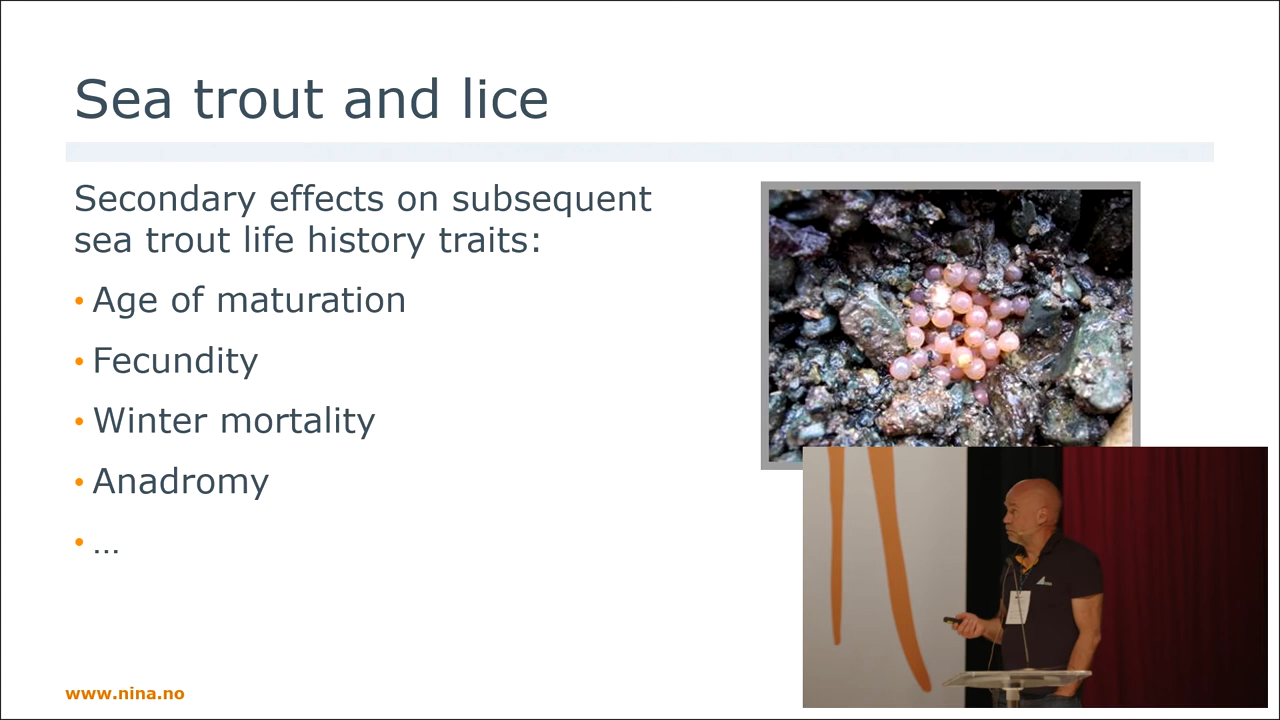 Sea trout and lice
Secondary effects on subsequent
sea trout life history traits:
• Age of maturation
• Fecundity
• Winter mortality
• Anadromy
• ...
www.nina.no